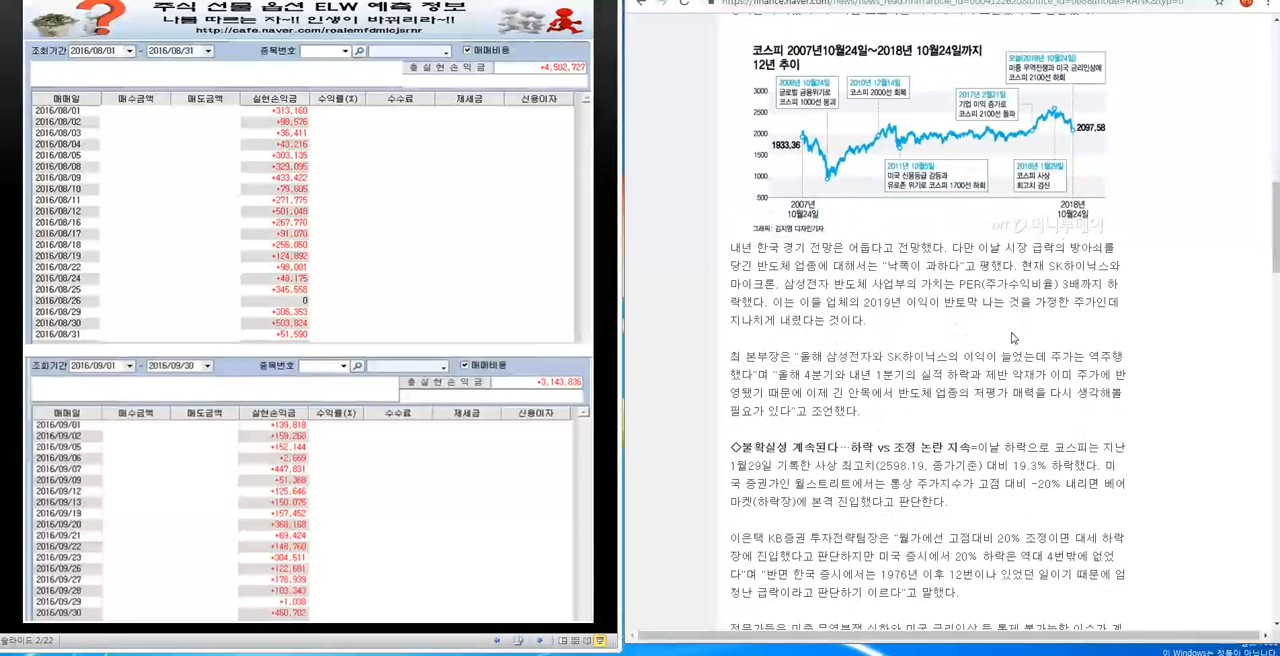 주식 선물 옵션 ELW 예측 정보
나를 따르는 자~!! 인생이 바뀌리라~!!
조회기간 2016/08/01 - 2016/08/31 종목번호 매매비용
총 실 현 손 익 금 +4,502,727
매매일 매수금액 매도금액 실현손익금 수익률(%) 수수료 제세금 신용이자
2016/08/01 +313,160
2016/08/02 +98,576
2016/08/03 +36,411
2016/08/04 +43,216
2016/08/05 +303,135
2016/08/08 +329,095
2016/08/09 +433,422
2016/08/10 +79,605
2016/08/11 +271,775
2016/08/12 +501,048
2016/08/16 +267,770
2016/08/17 +91,070
2016/08/18 +256,050
2016/08/19 +124,892
2016/08/22 +98,001
2016/08/24 +48,175
2016/08/25 +345,558
2016/08/26 0
2016/08/29 +306,353
2016/08/30 +503,824
2016/08/31 +51,590
조회기간 2016/09/01 - 2016/09/30 종목번호 매매비용
총 실 현 손 익 금 +3,143,836
매매일 매수금액 매도금액 실현손익금 수익률(%) 수수료 제세금 신용이자
2016/09/01 +139,818
2016/09/02 +159,268
2016/09/05 +152,144
2016/09/06 +2,669
2016/09/07 +447,831
2016/09/09 +51,368
2016/09/12 +125,646
2016/09/13 +150,075
2016/09/19 +157,452
2016/09/20 +368,168
2016/09/21 +69,424
2016/09/22 +148,760
2016/09/23 +304,511
2016/09/26 +122,681
2016/09/27 +178,939
2016/09/28 +103,343
2016/09/29 +1,038
2016/09/30 +460,702
슬라이드 2/22
코스피 2007년10월24일~2018년 10월24일까지
12년 추이
오늘(2018년 10월24일)
미중 무역전쟁과 미국 금리인상에
코스피 2100선 하회
2008년 10월24일
글로벌 금융위기로
코스피 1000선 붕괴
2010년 12월14일
코스피 2000선 회복
2017년 2월21일
기업 이익 증가로
코스피 2100선 돌파
3000
2500
2000
1500
1000
500
1933.36
2097.58
2011년 10월5일
미국 신용등급 강등과
유로존 위기로 코스피 1700선 하회
2018년 1월29일
코스피 사상
최고치 경신
2007년
10월24일
2018년
10월24일
그래픽: 김지영 디자인기자
머니투데이
내년 한국 경기 전망은 어둡다고 전망했다. 다만 이날 시장 급락의 방아쇠를
당긴 반도체 업종에 대해서는 "낙폭이 과하다"고 평했다. 현재 SK하이닉스와
마이크론, 삼성전자 반도체 사업부의 가치는 PER(주가수익비율) 3배까지 하
락했다. 이는 이들 업체의 2019년 이익이 반토막 나는 것을 가정한 주가인데
지나치게 내렸다는 것이다.
최 본부장은 "올해 삼성전자와 SK하이닉스의 이익이 늘었는데 주가는 역주행
했다"며 "올해 4분기와 내년 1분기의 실적 하락과 제반 악재가 이미 주가에 반
영됐기 때문에 이제 긴 안목에서 반도체 업종의 저평가 매력을 다시 생각해볼
필요가 있다"고 조언했다.
◇불확실성 계속된다…하락 vs 조정 논란 지속=이날 하락으로 코스피는 지난
1월29일 기록한 사상 최고치(2598.19, 종가기준) 대비 19.3% 하락했다. 미
국 증권가인 월스트리트에서는 통상 주가지수가 고점 대비 -20% 내리면 베어
마켓(하락장)에 본격 진입했다고 판단한다.
이은택 KB증권 투자전략팀장은 "월가에선 고점대비 20% 조정이면 대세 하락
장에 진입했다고 판단하지만 미국 증시에서 20% 하락은 역대 4번밖에 없었
다"며 "반면 한국 증시에서는 1976년 이후 12번이나 있었던 일이기 때문에 엄
청난 급락이라고 판단하기 이르다"고 말했다.
이 Windows는 정품이 아닙니다.